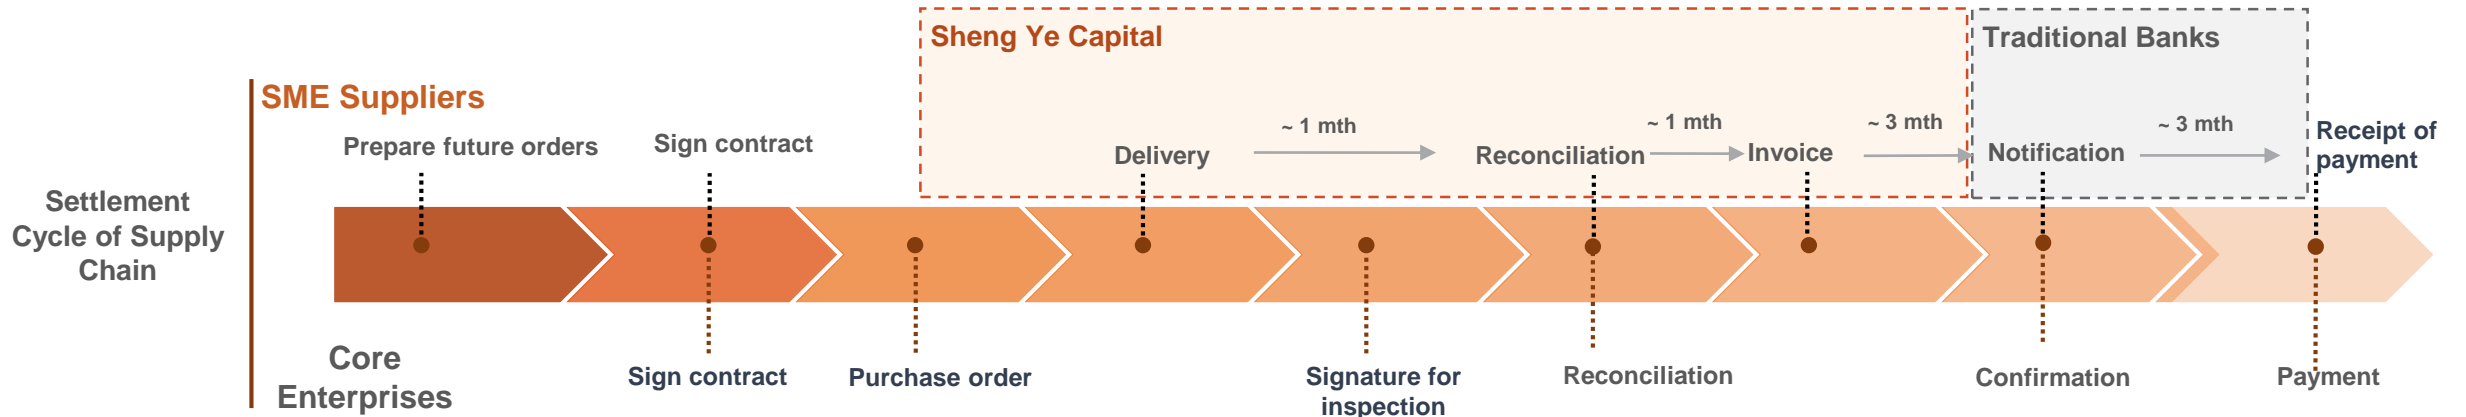 Sheng Ye Capital
Traditional Banks
SME Suppliers
Prepare future orders
Sign contract
Delivery
~ 1 mth
Reconciliation
~ 1 mth
Invoice
~ 3 mth
Notification
~ 3 mth
Receipt of
payment
Settlement
Cycle of Supply
Chain
Core
Enterprises
Sign contract
Purchase order
Signature for
inspection
Reconciliation
Confirmation
Payment